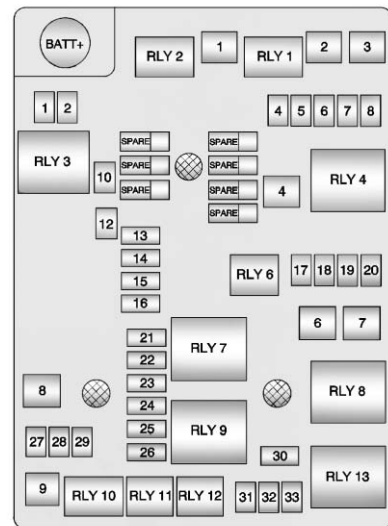 BATT+
RLY 2
1
RLY 1
2
3
1 2
4 5 6 7 8
RLY 3
SPARE
SPARE
SPARE
SPARE
SPARE
SPARE
SPARE
10
4
RLY 4
12
13
14
15
16
RLY 6
17 18 19 20
6
7
21
22
23
24
25
26
RLY 7
8
RLY 8
RLY 9
27 28 29
30
9
RLY 10
RLY 11
RLY 12
31 32 33
RLY 13